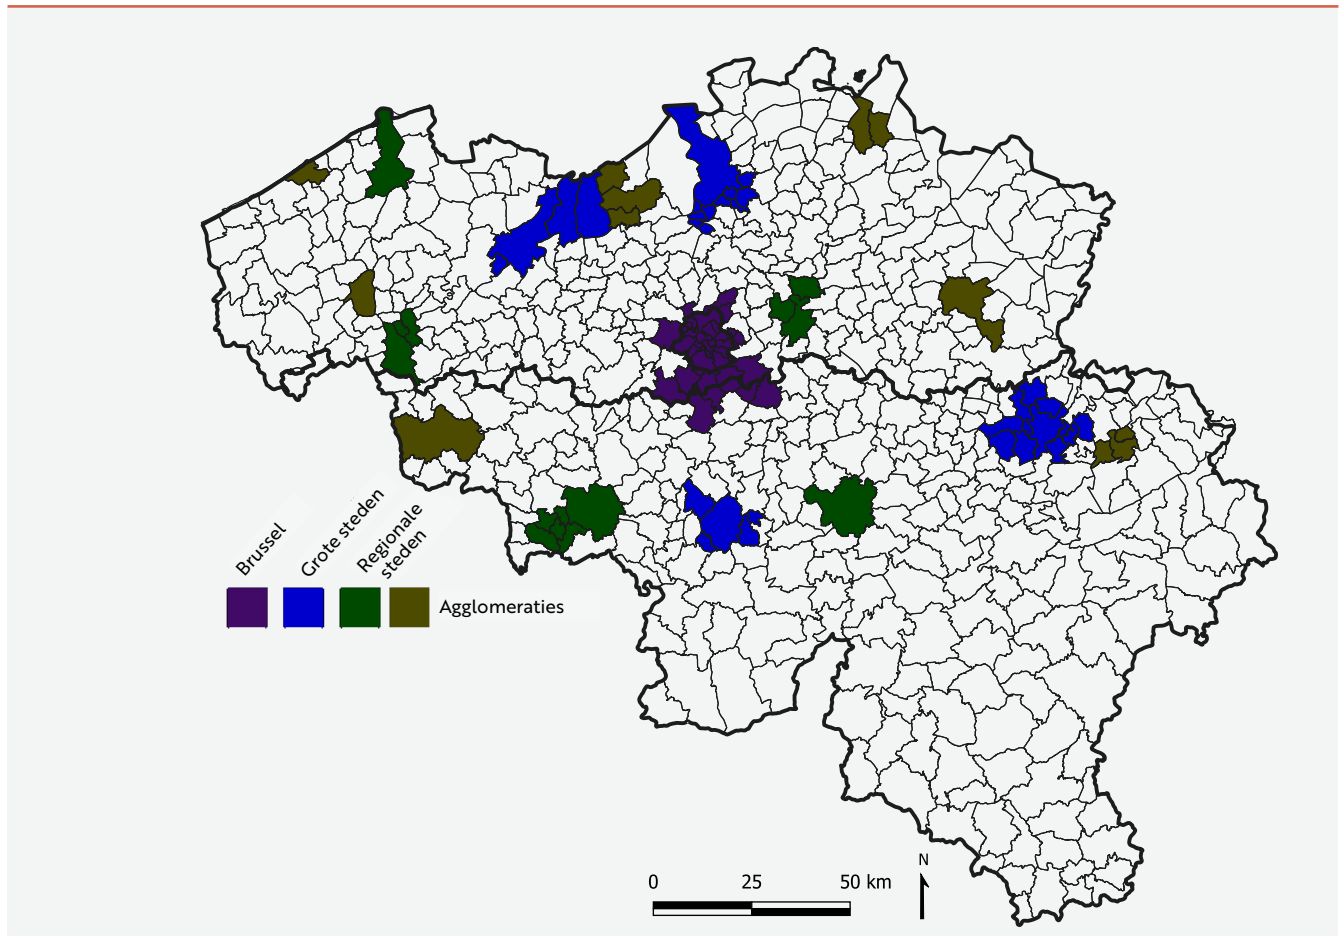 Brussel
Grote steden
Regionale
steden
Agglomeraties
0 25 50 km
N